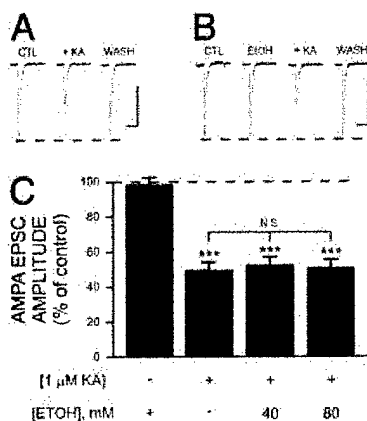 A
B
CTL + KA WASH
CTL EtOH + KA WASH
C
AMPA EPSC
AMPLITUDE
(% of control)
100
80
60
40
20
0
NS
*** *** ***
[1 μM KA] - + + +
[ETOH], mM + - 40 80